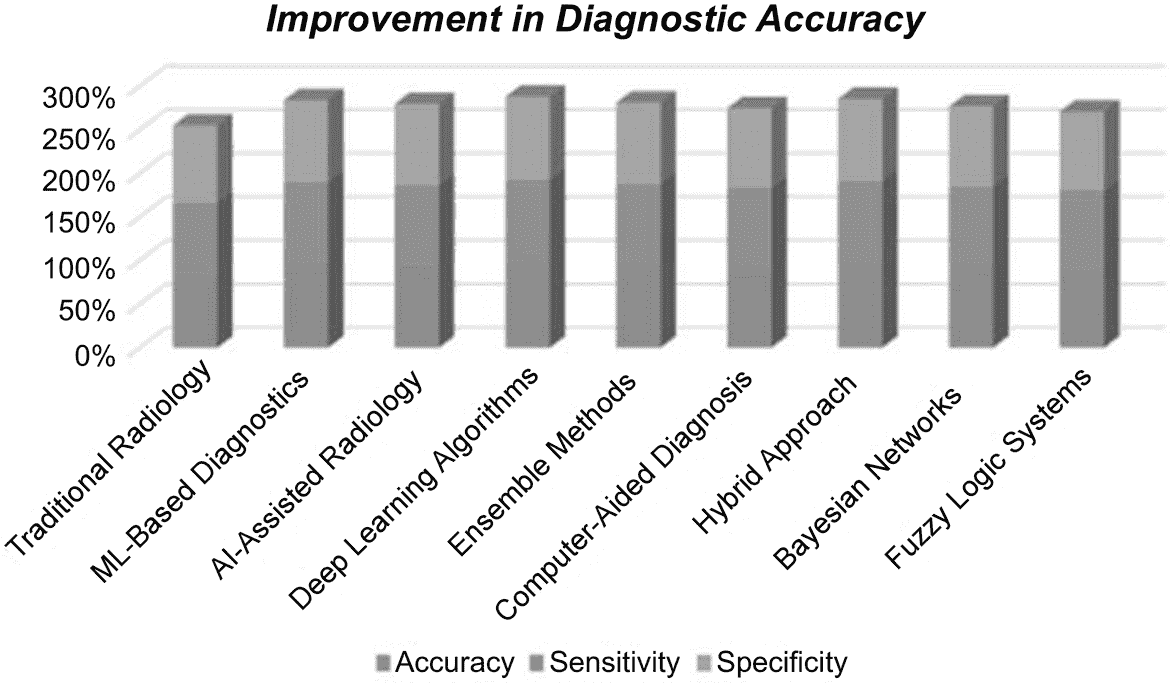 Improvement in Diagnostic Accuracy
300%
250%
200%
150%
100%
50%
0%
Traditional Radiology
ML-Based Diagnostics
AI-Assisted Radiology
Deep Learning Algorithms
Ensemble Methods
Computer-Aided Diagnosis
Hybrid Approach
Bayesian Networks
Fuzzy Logic Systems
Accuracy Sensitivity Specificity